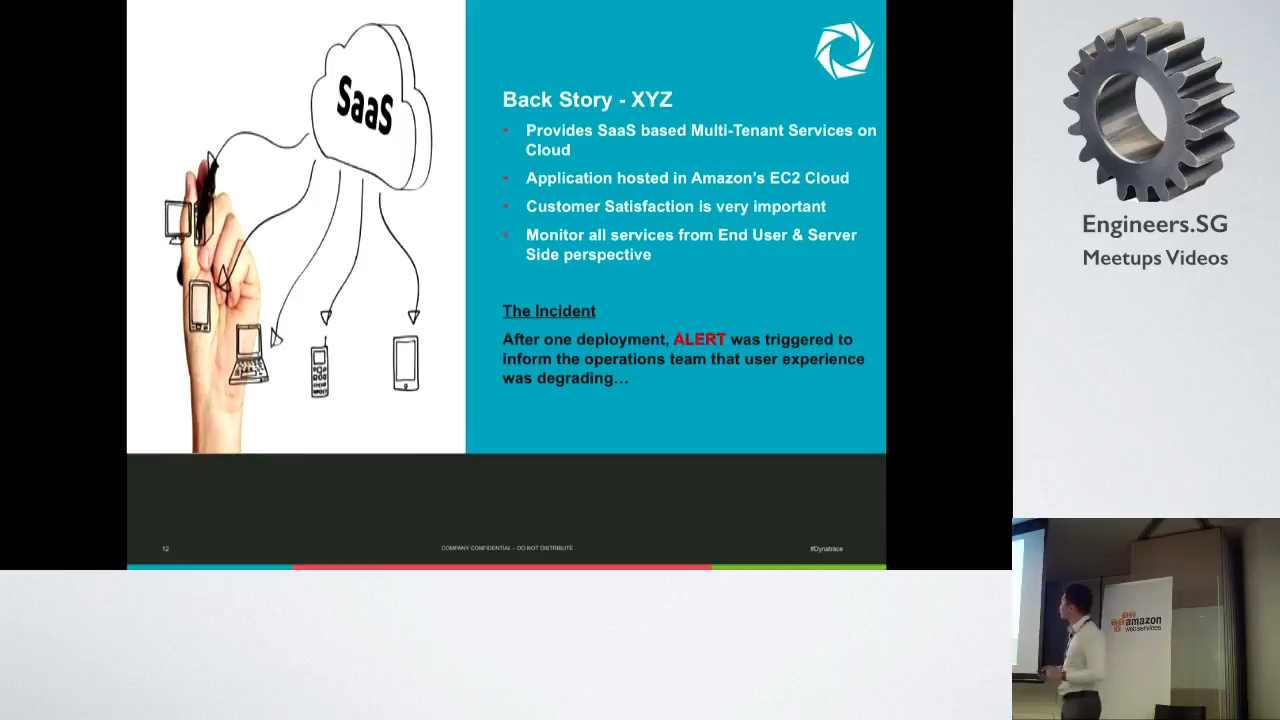 SaaS
Back Story - XYZ
Provides SaaS based Multi-Tenant Services on
Cloud
Application hosted in Amazon's EC2 Cloud
Customer Satisfaction is very important
Monitor all services from End User & Server
Side perspective
The Incident
After one deployment, ALERT was triggered to
inform the operations team that user experience
was degrading…
12
COMPANY CONFIDENTIAL – DO NOT DISTRIBUTE
#Dynatrace
Engineers.SG
Meetups Videos
amazon
webservices